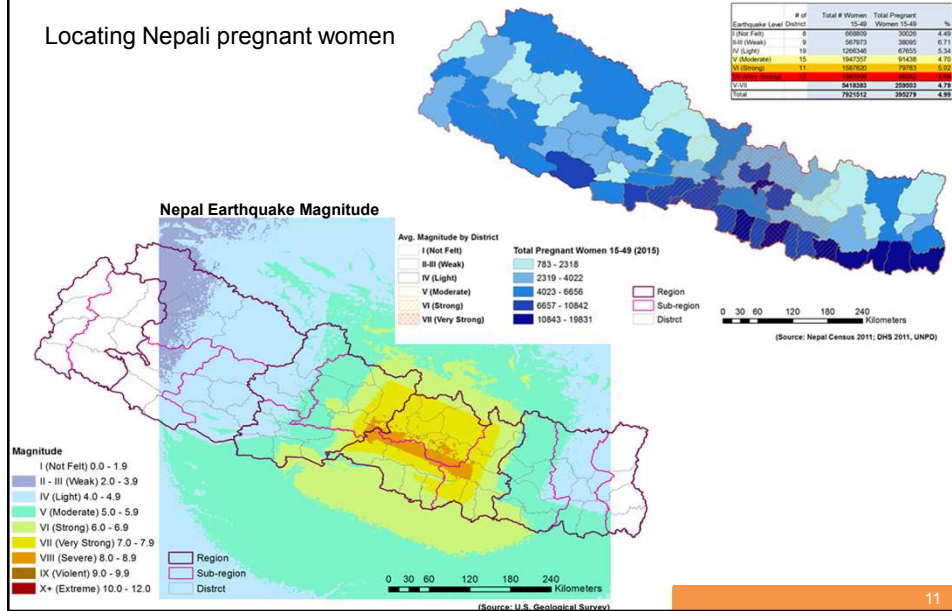 Locating Nepali pregnant women
# of Total # Women Total Pregnant
Earthquake Level District 15-49 Women 15-49 %
I (Not Felt) 8 668809 30026 4.49
II-III (Weak) 9 567973 38095 6.71
IV (Light) 19 1266346 67655 5.34
V (Moderate) 15 1947357 91438 4.70
VI (Strong) 11 1587820 79783 5.02
VII (Very Strong) 13
V-VII 5418383 259503 4.79
Total 7921512 395279 4.99
Nepal Earthquake Magnitude
Avg. Magnitude by District
I (Not Felt)
II-III (Weak)
IV (Light)
V (Moderate)
VI (Strong)
VII (Very Strong)
Total Pregnant Women 15-49 (2015)
783 - 2318
2319 - 4022
4023 - 6656
6657 - 10842
10843 - 19831
Region
Sub-region
Distrct
0 30 60 120 180 240
Kilometers
(Source: Nepal Census 2011; DHS 2011, UNPD)
Magnitude
I (Not Felt) 0.0 - 1.9
II - III (Weak) 2.0 - 3.9
IV (Light) 4.0 - 4.9
V (Moderate) 5.0 - 5.9
VI (Strong) 6.0 - 6.9
VII (Very Strong) 7.0 - 7.9
VIII (Severe) 8.0 - 8.9
IX (Violent) 9.0 - 9.9
X+ (Extreme) 10.0 - 12.0
Region
Sub-region
Distrct
0 30 60 120 180 240
Kilometers
(Source: U.S. Geological Survey)
11